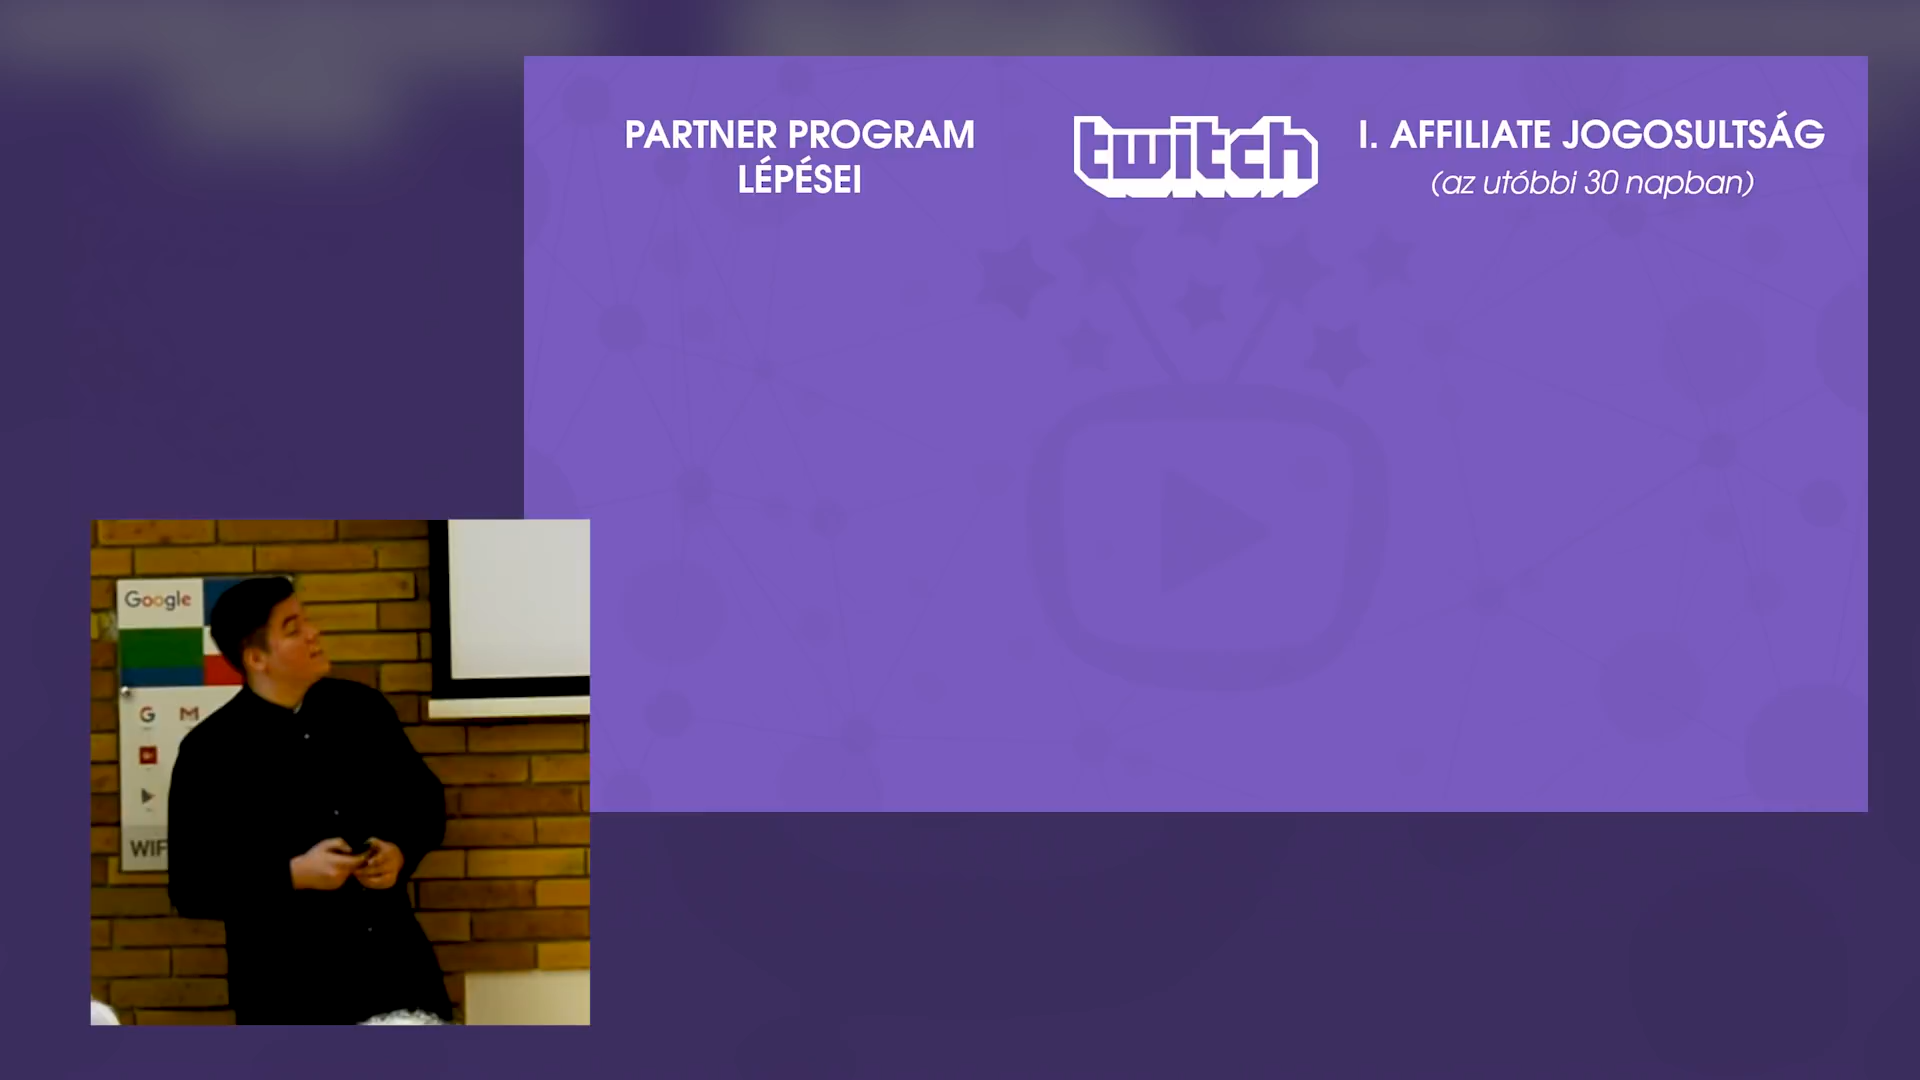 PARTNER PROGRAM
LÉPÉSEI
twitch
I. AFFILIATE JOGOSULTSÁG
(az utóbbi 30 napban)
Google
G M
WIF